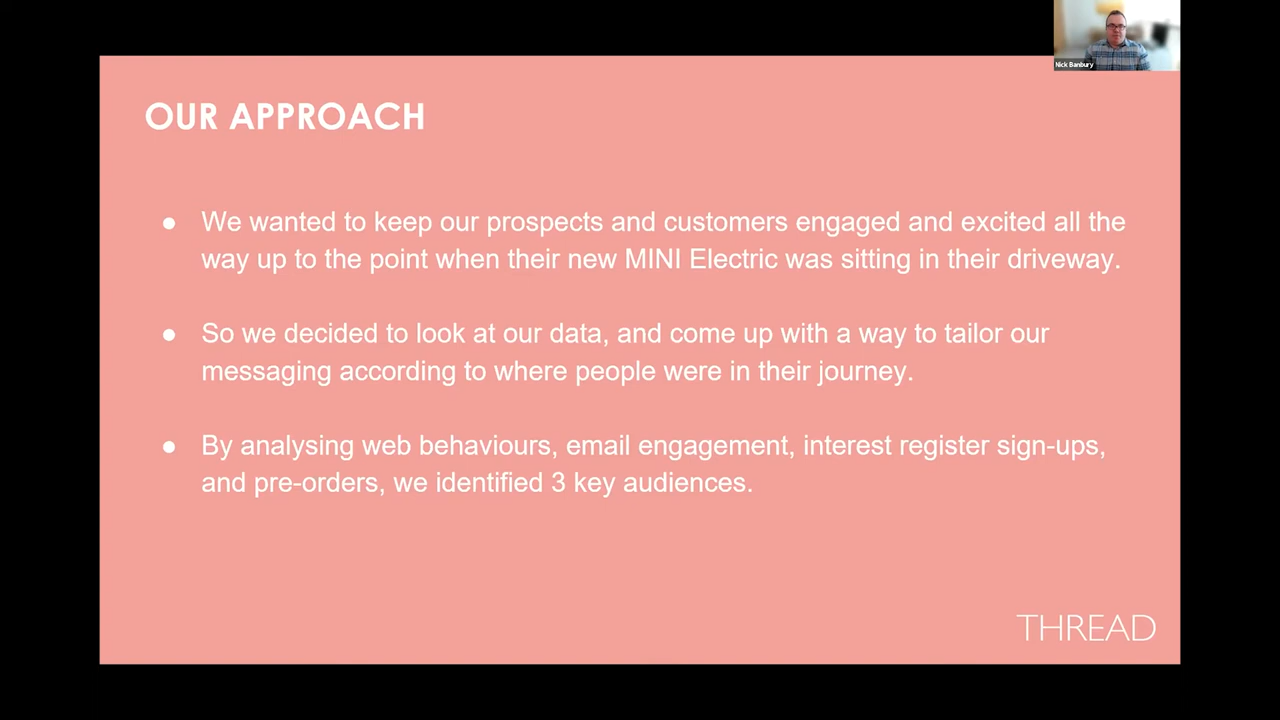 Nick Banbury
OUR APPROACH
● We wanted to keep our prospects and customers engaged and excited all the
way up to the point when their new MINI Electric was sitting in their driveway.
● So we decided to look at our data, and come up with a way to tailor our
messaging according to where people were in their journey.
● By analysing web behaviours, email engagement, interest register sign-ups,
and pre-orders, we identified 3 key audiences.
THREAD